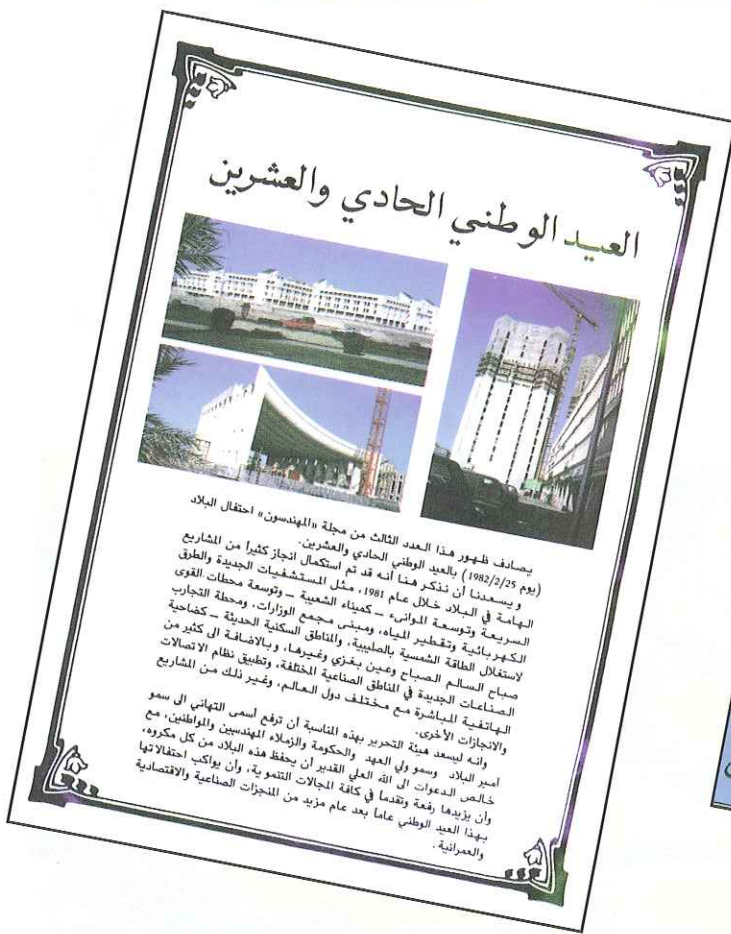 العيد الوطني الحادي والعشرين
يصادف ظهور هذا العدد الثالث من مجلة «المهندسون» احتفال البلاد
(يوم 1982/2/25) بالعيد الوطني الحادي والعشرين.
ويسعدنا أن نذكر هنا أنه قد تم استكمال انجاز كثيراً من المشاريع
الهامة في البلاد خلال عام 1981، مثل المستشفيات الجديدة والطرق
السريعة وتوسعة الموانىء – كميناء الشعيبة – وتوسعة محطات القوى
الكهربائية وتقطير المياه، ومبنى مجمع الوزارات، ومحطة التجارب
لاستغلال الطاقة الشمسية بالصليبية، والمناطق السكنية الحديثة – كضاحية
صباح السالم الصباح وعين بغزي وغيرها، وبالاضافة الى كثير من
الصناعات الجديدة في المناطق الصناعية المختلفة، وتطبيق نظام الاتصالات
الهاتفية المباشرة مع مختلف دول العالم، وغير ذلك من المشاريع
والانجازات الأخرى.
وانه ليسعد هيئة التحرير بهذه المناسبة أن ترفع أسمى التهاني الى سمو
أمير البلاد وسمو ولي العهد والحكومة والزملاء المهندسين والمواطنين، مع
خالص الدعوات الى الله العلي القدير أن يحفظ هذه البلاد من كل مكروه،
وأن يزيدها رفعة وتقدماً في كافة المجالات التنموية، وأن يواكب احتفالاتها
بهذا العيد الوطني عاماً بعد عام مزيد من المنجزات الصناعية والاقتصادية
والعمرانية.